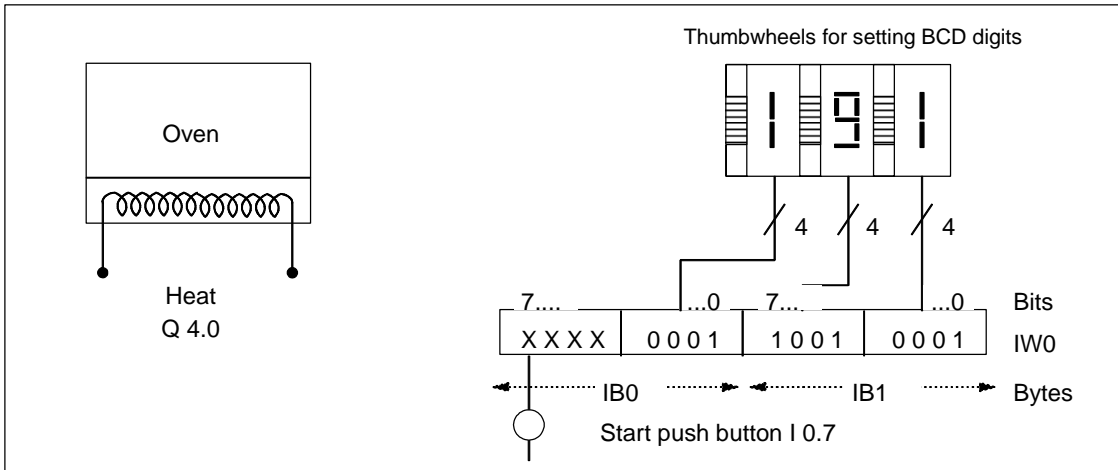 Thumbwheels for setting BCD digits
1 9 1
Oven
4 4 4
Heat
Q 4.0
7.... ...0 7... ...0 Bits
X X X X 0 0 0 1 1 0 0 1 0 0 0 1 IW0
IB0 IB1 Bytes
Start push button I 0.7